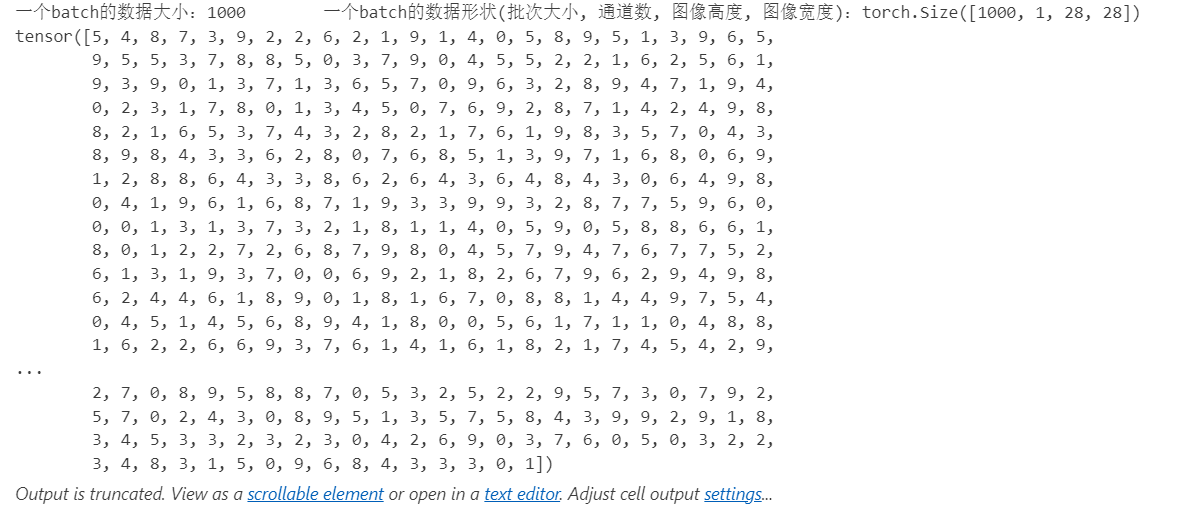 一个batch的数据大小：1000        一个batch的数据形状(批次大小, 通道数, 图像高度, 图像宽度)：torch.Size([1000, 1, 28, 28])
tensor([5, 4, 8, 7, 3, 9, 2, 2, 6, 2, 1, 9, 1, 4, 0, 5, 8, 9, 5, 1, 3, 9, 6, 5,
        9, 5, 5, 3, 7, 8, 8, 5, 0, 3, 7, 9, 0, 4, 5, 5, 2, 2, 1, 6, 2, 5, 6, 1,
        9, 3, 9, 0, 1, 3, 7, 1, 3, 6, 5, 7, 0, 9, 6, 3, 2, 8, 9, 4, 7, 1, 9, 4,
        0, 2, 3, 1, 7, 8, 0, 1, 3, 4, 5, 0, 7, 6, 9, 2, 8, 7, 1, 4, 2, 4, 9, 8,
        8, 2, 1, 6, 5, 3, 7, 4, 3, 2, 8, 2, 1, 7, 6, 1, 9, 8, 3, 5, 7, 0, 4, 3,
        8, 9, 8, 4, 3, 3, 6, 2, 8, 0, 7, 6, 8, 5, 1, 3, 9, 7, 1, 6, 8, 0, 6, 9,
        1, 2, 8, 8, 6, 4, 3, 3, 8, 6, 2, 6, 4, 3, 6, 4, 8, 4, 3, 0, 6, 4, 9, 8,
        0, 4, 1, 9, 6, 1, 6, 8, 7, 1, 9, 3, 3, 9, 9, 3, 2, 8, 7, 7, 5, 9, 6, 0,
        0, 0, 1, 3, 1, 3, 7, 3, 2, 1, 8, 1, 1, 4, 0, 5, 9, 0, 5, 8, 8, 6, 6, 1,
        8, 0, 1, 2, 2, 7, 2, 6, 8, 7, 9, 8, 0, 4, 5, 7, 9, 4, 7, 6, 7, 7, 5, 2,
        6, 1, 3, 1, 9, 3, 7, 0, 0, 6, 9, 2, 1, 8, 2, 6, 7, 9, 6, 2, 9, 4, 9, 8,
        6, 2, 4, 4, 6, 1, 8, 9, 0, 1, 8, 1, 6, 7, 0, 8, 8, 1, 4, 4, 9, 7, 5, 4,
        0, 4, 5, 1, 4, 5, 6, 8, 9, 4, 1, 8, 0, 0, 5, 6, 1, 7, 1, 1, 0, 4, 8, 8,
        1, 6, 2, 2, 6, 6, 9, 3, 7, 6, 1, 4, 1, 6, 1, 8, 2, 1, 7, 4, 5, 4, 2, 9,
...
        2, 7, 0, 8, 9, 5, 8, 8, 7, 0, 5, 3, 2, 5, 2, 2, 9, 5, 7, 3, 0, 7, 9, 2,
        5, 7, 0, 2, 4, 3, 0, 8, 9, 5, 1, 3, 5, 7, 5, 8, 4, 3, 9, 9, 2, 9, 1, 8,
        3, 4, 5, 3, 3, 2, 3, 2, 3, 0, 4, 2, 6, 9, 0, 3, 7, 6, 0, 5, 0, 3, 2, 2,
        3, 4, 8, 3, 1, 5, 0, 9, 6, 8, 4, 3, 3, 3, 0, 1])
Output is truncated. View as a scrollable element or open in a text editor. Adjust cell output settings...